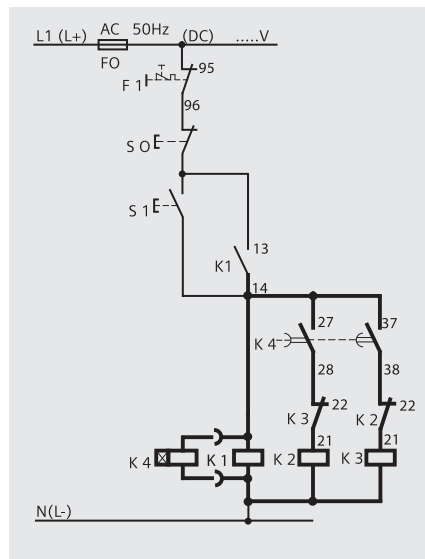 AC 50Hz
L1 (L+) (DC) .....V
FO
95
F 1
96
S O
S 1
13
K1
14
27 37
K 4
28 38
K 3 22 K 2 22
21 21
K 4 K 1 K 2 K 3
N(L-)